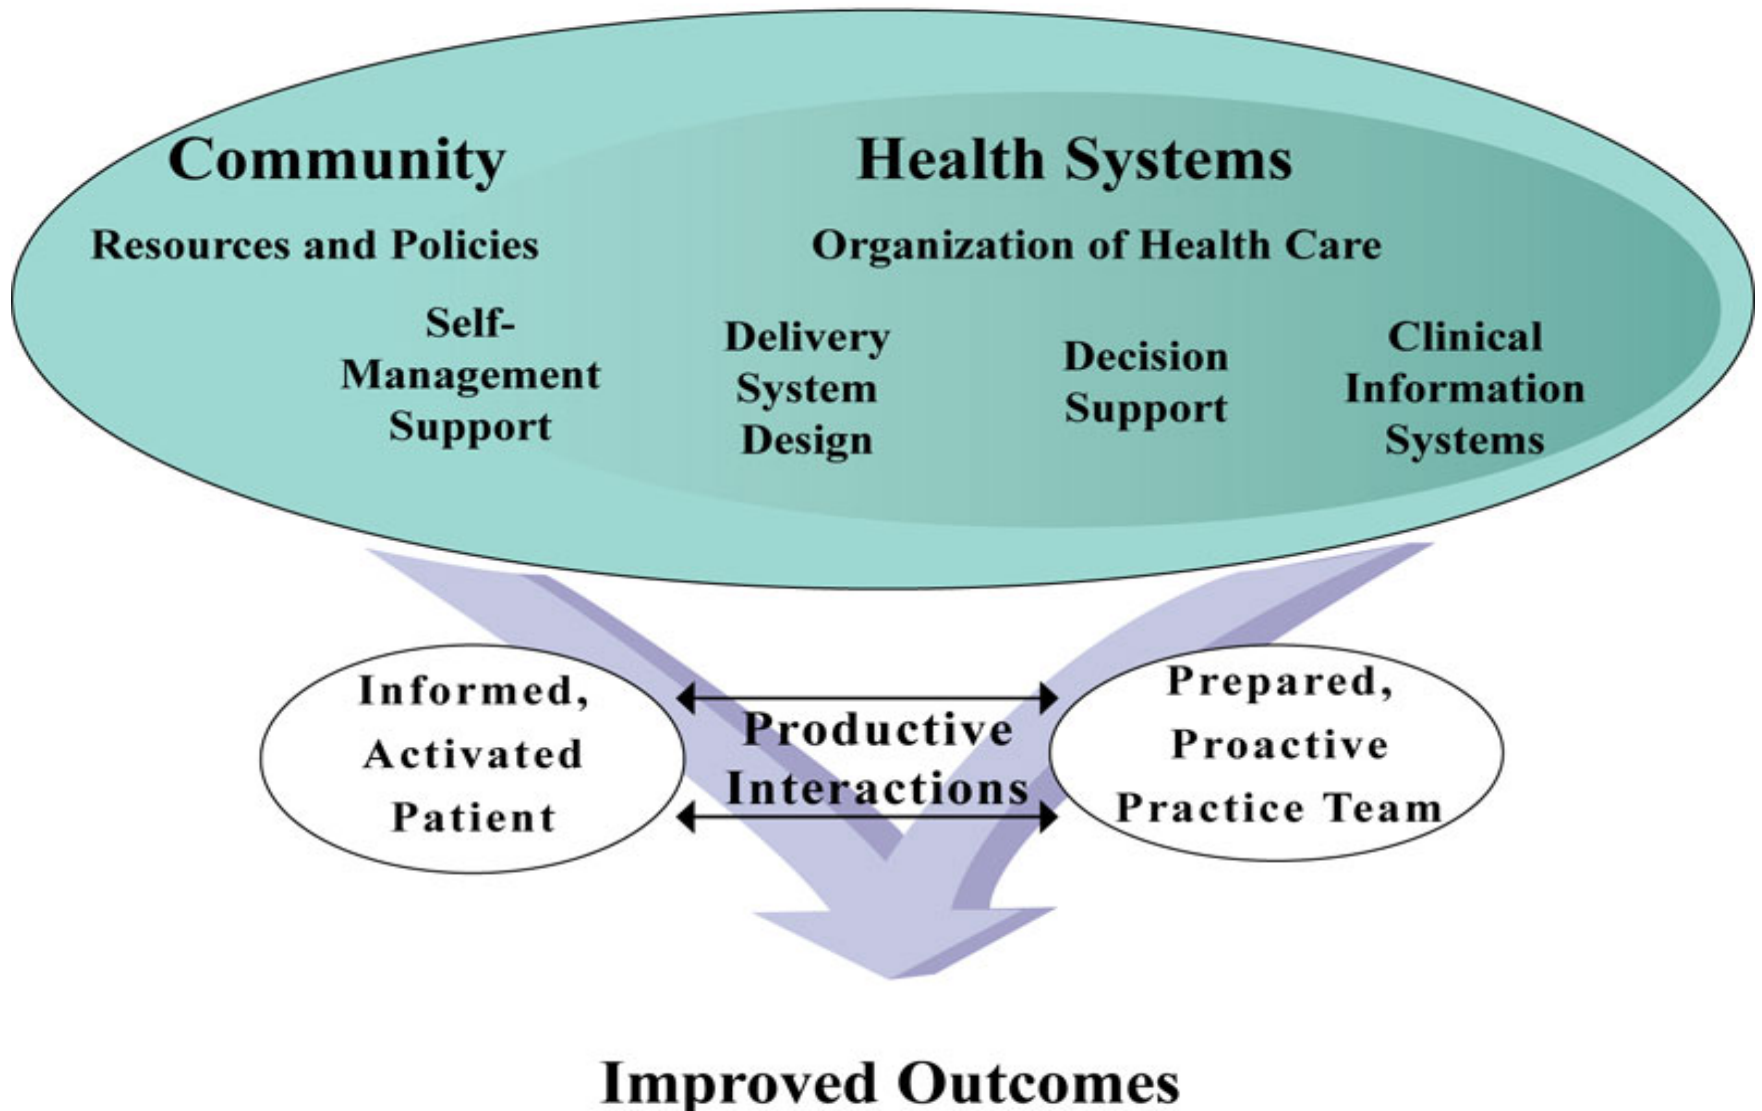 Community
Resources and Policies
Health Systems
Organization of Health Care
Self-
Management
Support
Delivery
System
Design
Decision
Support
Clinical
Information
Systems
Informed,
Activated
Patient
Productive
Interactions
Prepared,
Proactive
Practice Team
Improved Outcomes